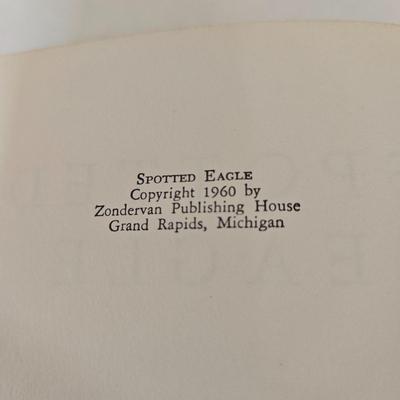 SPOTTED EAGLE
Copyright 1960 by
Zondervan Publishing House
Grand Rapids, Michigan